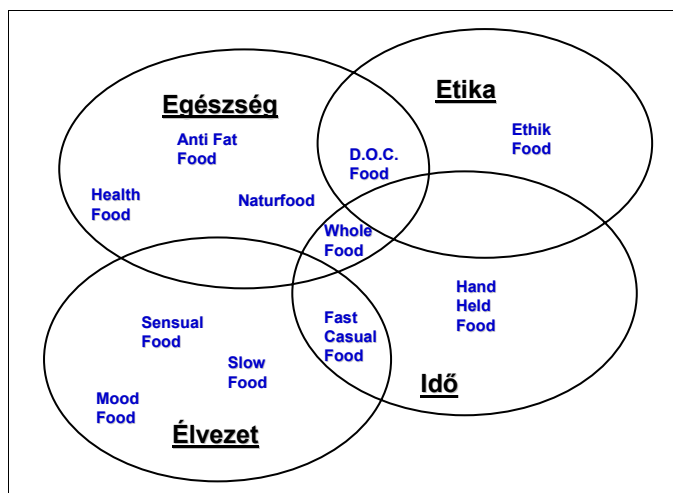 Egészség
Etika
Anti Fat
Food
Ethik
Food
D.O.C.
Food
Health
Food
Naturfood
Whole
Food
Hand
Held
Food
Sensual
Food
Fast
Casual
Food
Slow
Food
Idő
Mood
Food
Élvezet